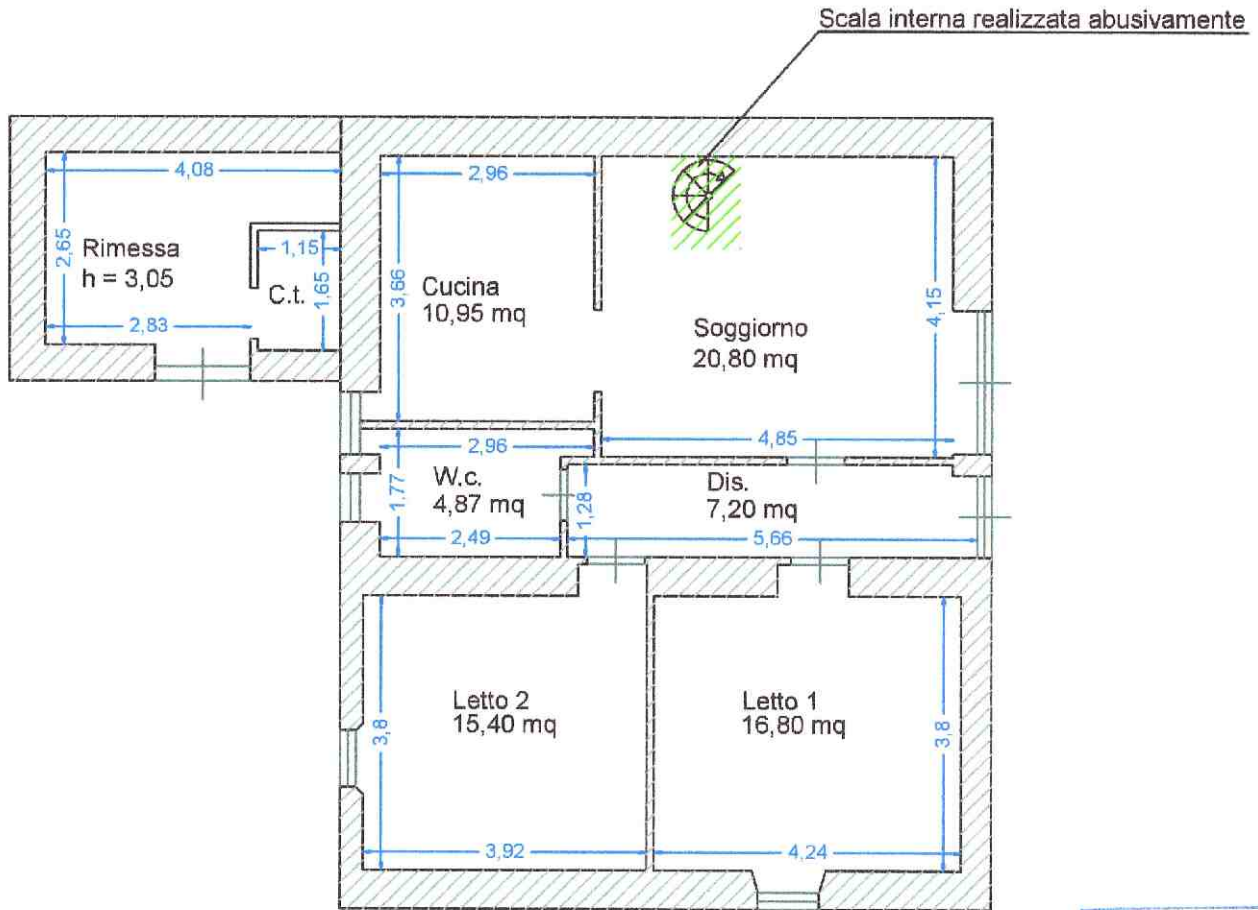 Scala interna realizzata abusivamente
4,08
2,96
2,65
Rimessa
h = 3,05
1,15
C.t.
1,65
2,83
3,66
Cucina
10,95 mq
Soggiorno
20,80 mq
4,15
4,85
2,96
W.c.
4,87 mq
1.77
2,49
1,28
Dis.
7,20 mq
5,66
Letto 2
15,40 mq
3,8
3,92
Letto 1
16,80 mq
3,8
4,24